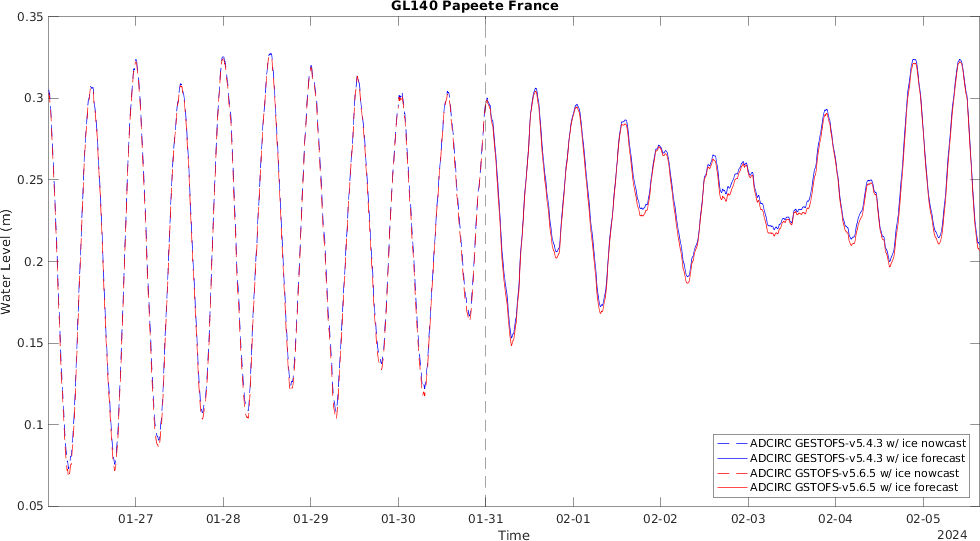 GL140 Papeete France
0.35
0.3
0.25
0.2
0.15
0.1
0.05
Water Level (m)
01-27 01-28 01-29 01-30 01-31 02-01 02-02 02-03 02-04 02-05
Time
2024
ADCIRC GESTOFS-v5.4.3 w/ ice nowcast
ADCIRC GESTOFS-v5.4.3 w/ ice forecast
ADCIRC GSTOFS-v5.6.5 w/ ice nowcast
ADCIRC GSTOFS-v5.6.5 w/ ice forecast